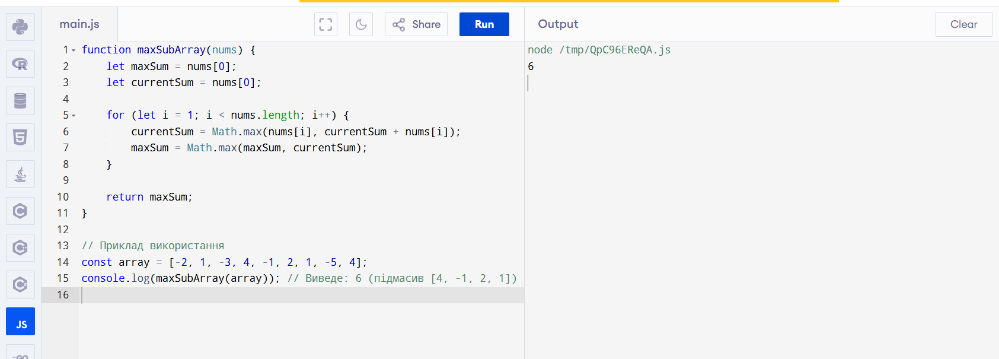 main.js
Share
Run
Output
Clear
1 function maxSubArray(nums) {
2     let maxSum = nums[0];
3     let currentSum = nums[0];
4
5     for (let i = 1; i < nums.length; i++) {
6         currentSum = Math.max(nums[i], currentSum + nums[i]);
7         maxSum = Math.max(maxSum, currentSum);
8     }
9
10     return maxSum;
11 }
12
13 // Приклад використання
14 const array = [-2, 1, -3, 4, -1, 2, 1, -5, 4];
15 console.log(maxSubArray(array)); // Виведе: 6 (підмасив [4, -1, 2, 1])
16
node /tmp/QpC96EReQA.js
6
R
5
C
C++
C#
JS
GO